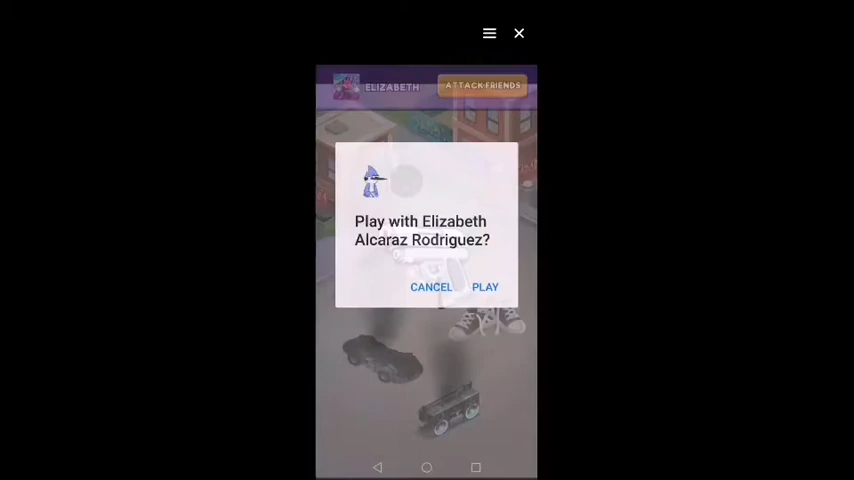 ELIZABETH
ATTACK FRIENDS
Play with Elizabeth
Alcaraz Rodriguez?
CANCEL
PLAY